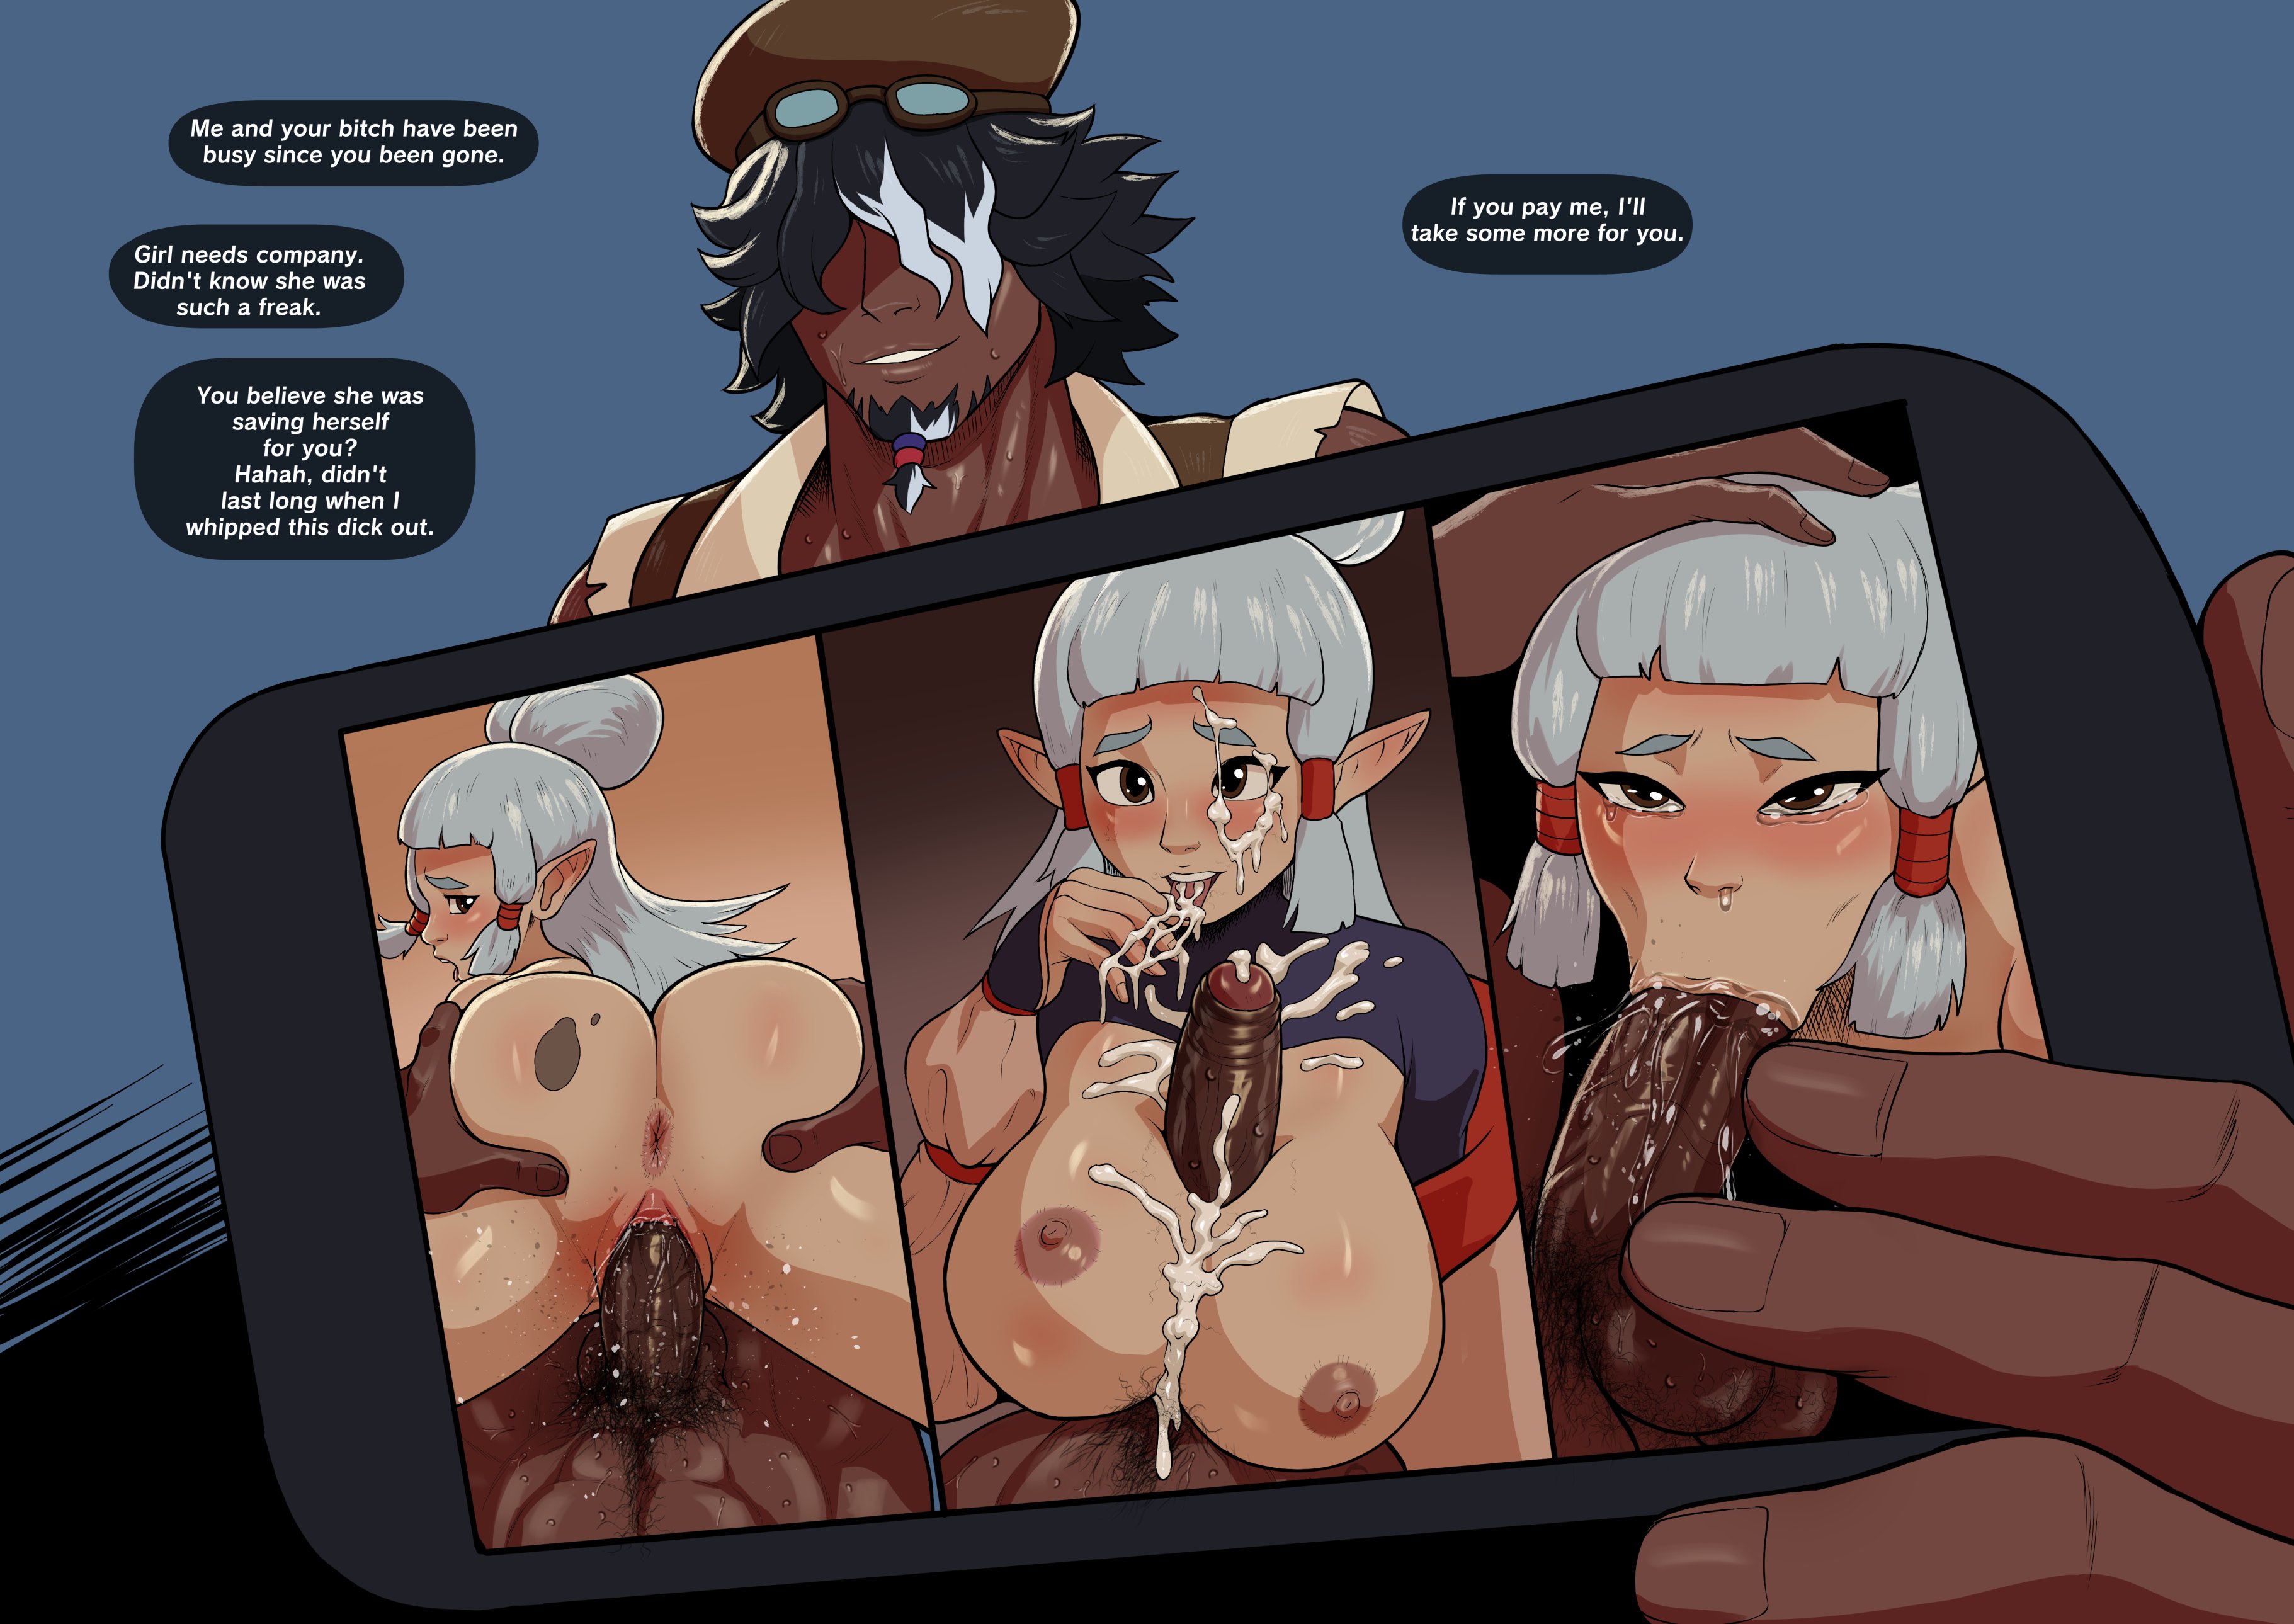 Me and your bitch have been
busy since you been gone.
Girl needs company.
Didn't know she was
such a freak.
You believe she was
saving herself
for you?
Hahah, didn't
last long when I
whipped this dick out.
If you pay me, I'll
take some more for you.